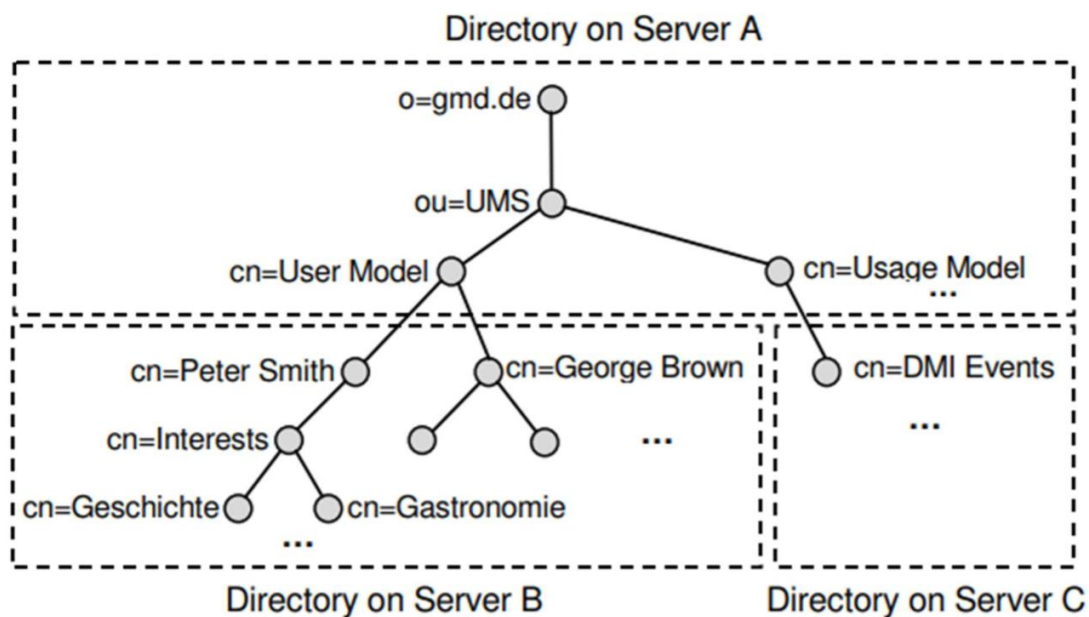 Directory on Server A
o=gmd.de
ou=UMS
cn=User Model
cn=Usage Model
...
cn=Peter Smith
cn=George Brown
cn=DMI Events
cn=Interests
...
...
cn=Geschichte
cn=Gastronomie
...
Directory on Server B
Directory on Server C